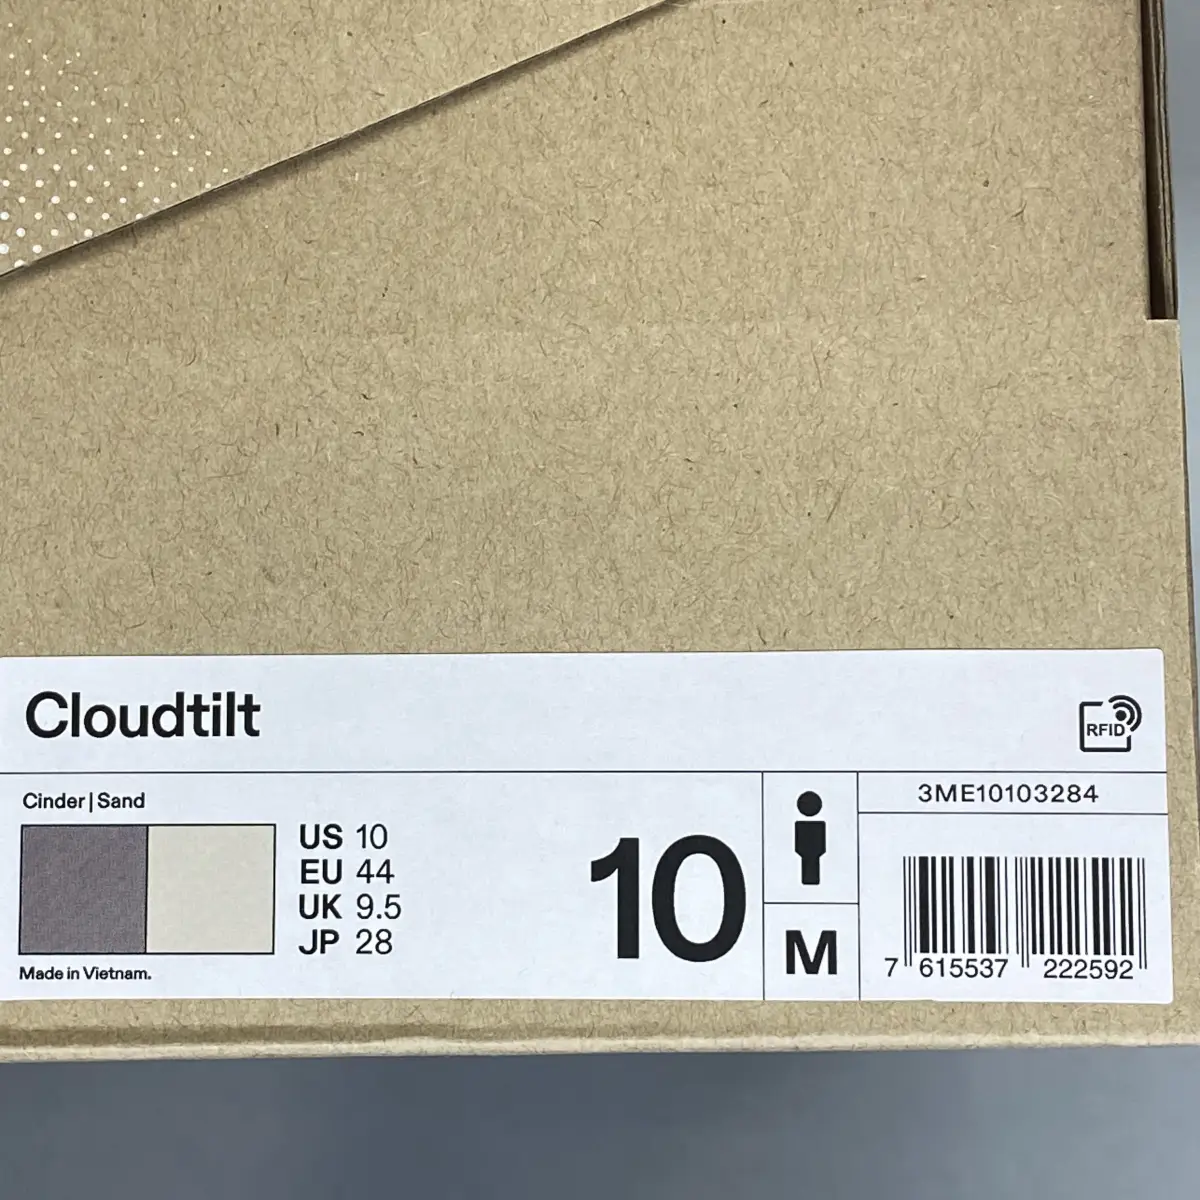 Cloudtilt
RFID
Cinder | Sand
US 10
EU 44
UK 9.5
JP 28
Made in Vietnam.
10
M
3ME10103284
7 615537 222592